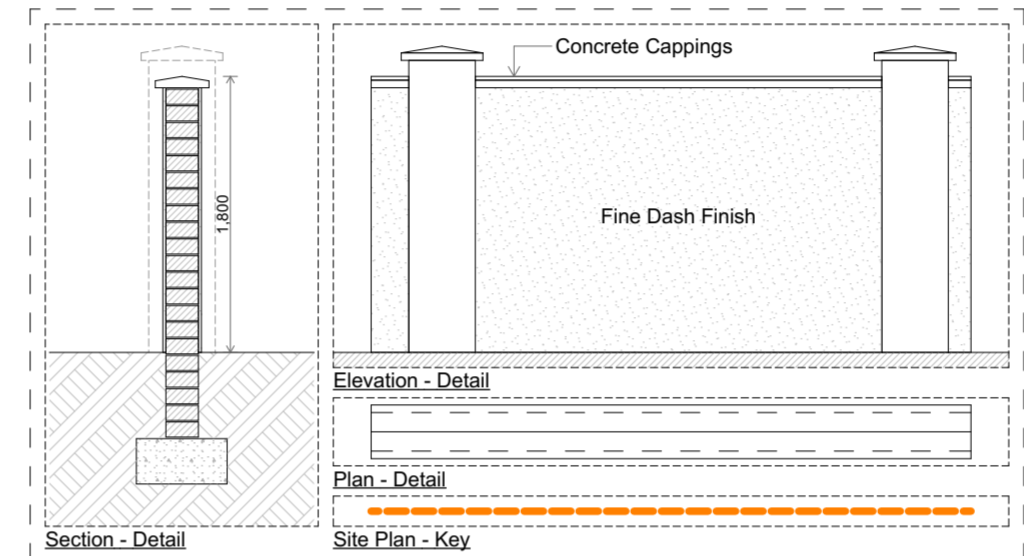 Concrete Cappings
1,800
Fine Dash Finish
Elevation - Detail
Plan - Detail
Section - Detail
Site Plan - Key